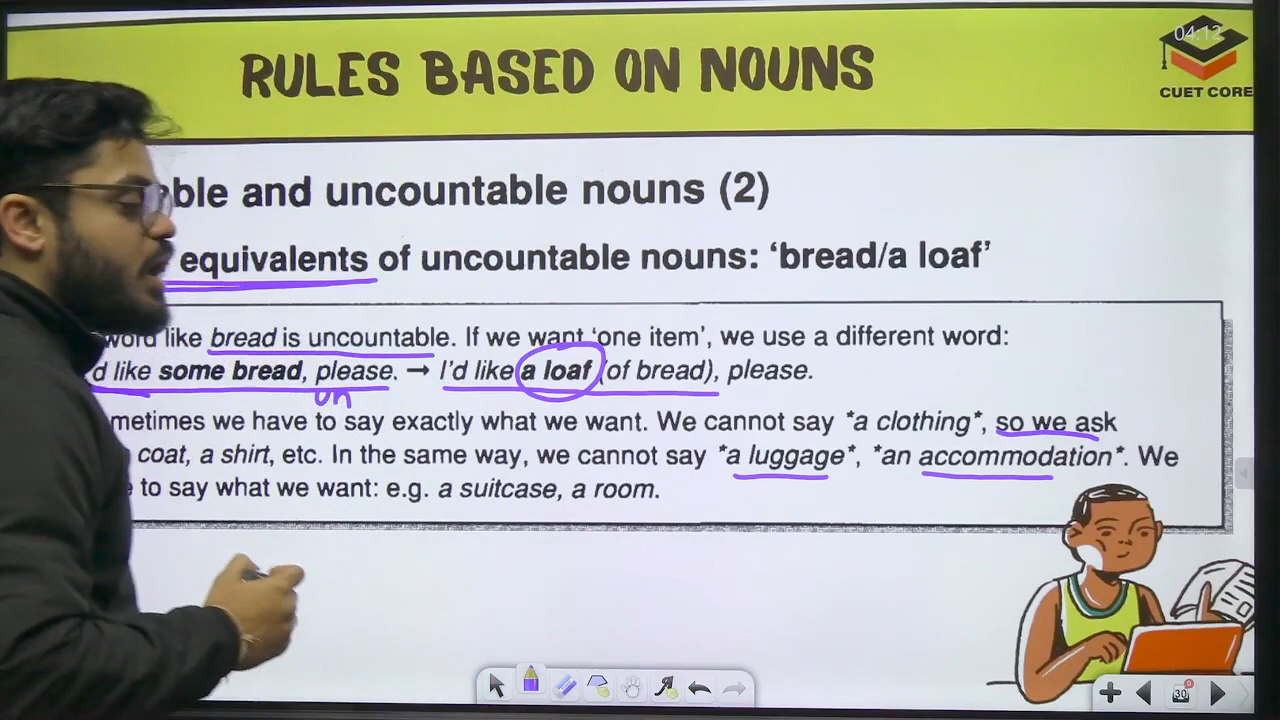 04:12
RULES BASED ON NOUNS
CUET CORE
ble and uncountable nouns (2)
equivalents of uncountable nouns: ‘bread/a loaf’
word like bread is uncountable. If we want ‘one item’, we use a different word:
d like some bread, please. → I’d like a loaf (of bread), please.
un
metimes we have to say exactly what we want. We cannot say *a clothing*, so we ask
coat, a shirt, etc. In the same way, we cannot say *a luggage*, *an accommodation*. We
to say what we want: e.g. a suitcase, a room.
30